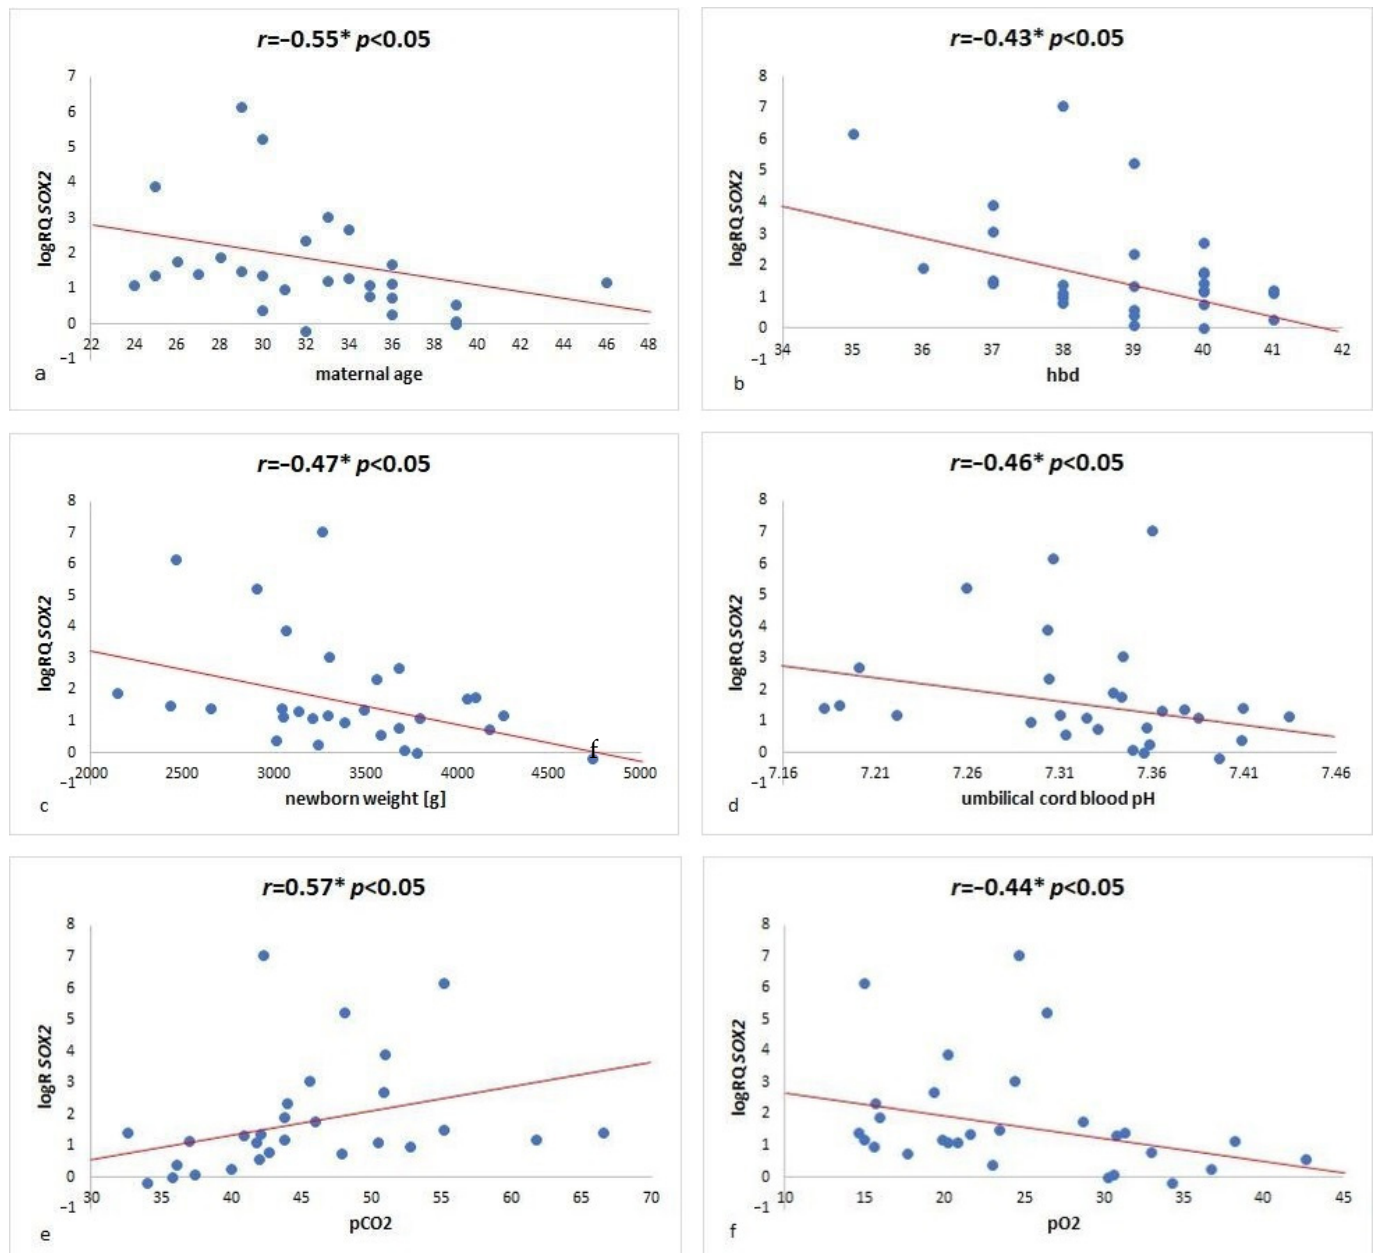 r=−0.55* p<0.05
7
6
5
4
3
2
1
0
−1
logRQ SOX2
22 24 26 28 30 32 34 36 38 40 42 44 46 48
maternal age
a
r=−0.43* p<0.05
8
7
6
5
4
3
2
1
0
−1
logRQ SOX2
34 35 36 37 38 39 40 41 42
hbd
b
r=−0.47* p<0.05
8
7
6
5
4
3
2
1
0
−1
logRQ SOX2
f
2000 2500 3000 3500 4000 4500 5000
newborn weight [g]
c
r=−0.46* p<0.05
8
7
6
5
4
3
2
1
0
−1
logRQ SOX2
7.16 7.21 7.26 7.31 7.36 7.41 7.46
umbilical cord blood pH
d
r=0.57* p<0.05
8
7
6
5
4
3
2
1
0
−1
logR SOX2
30 35 40 45 50 55 60 65 70
pCO2
e
r=−0.44* p<0.05
8
7
6
5
4
3
2
1
0
−1
logRQ SOX2
10 15 20 25 30 35 40 45
pO2
f